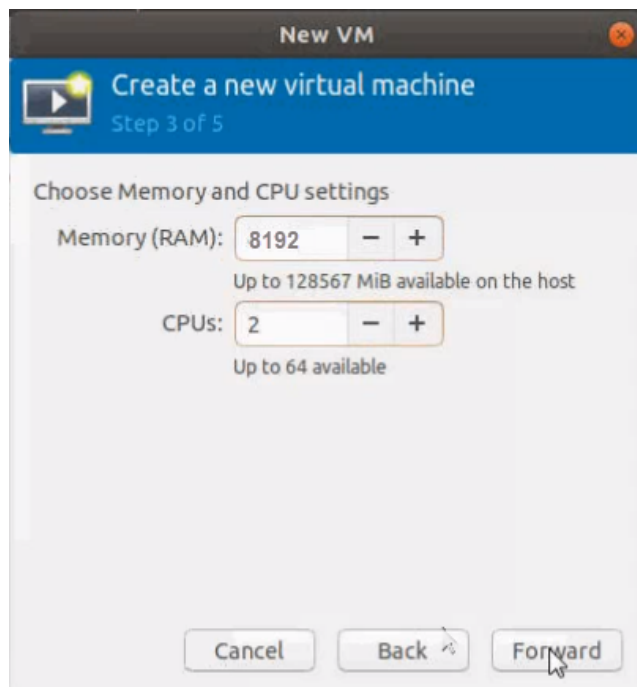 New VM
Create a new virtual machine
Step 3 of 5
Choose Memory and CPU settings
Memory (RAM): 8192 − +
Up to 128567 MiB available on the host
CPUs: 2 − +
Up to 64 available
Cancel Back Forward